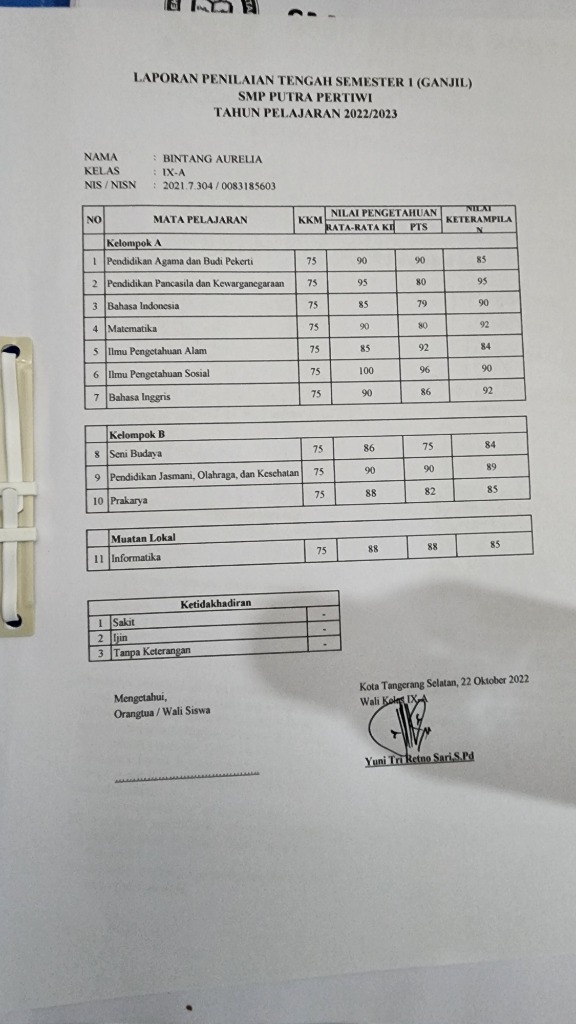 LAPORAN PENILAIAN TENGAH SEMESTER 1 (GANJIL)
SMP PUTRA PERTIWI
TAHUN PELAJARAN 2022/2023
NAMA : BINTANG AURELIA
KELAS : IX-A
NIS / NISN : 2021.7.304 / 0083185603
NO MATA PELAJARAN KKM NILAI PENGETAHUAN NILAI KETERAMPILAN
RATA-RATA KD PTS
Kelompok A
1 Pendidikan Agama dan Budi Pekerti 75 90 90 85
2 Pendidikan Pancasila dan Kewarganegaraan 75 95 80 95
3 Bahasa Indonesia 75 85 79 90
4 Matematika 75 90 80 92
5 Ilmu Pengetahuan Alam 75 85 92 84
6 Ilmu Pengetahuan Sosial 75 100 96 90
7 Bahasa Inggris 75 90 86 92
Kelompok B
8 Seni Budaya 75 86 75 84
9 Pendidikan Jasmani, Olahraga, dan Kesehatan 75 90 90 89
10 Prakarya 75 88 82 85
Muatan Lokal
11 Informatika 75 88 88 85
Ketidakhadiran
1 Sakit -
2 Ijin -
3 Tanpa Keterangan -
Kota Tangerang Selatan, 22 Oktober 2022
Mengetahui, Wali Kelas IX-A
Orangtua / Wali Siswa
Yuni Tri Retno Sari,S.Pd